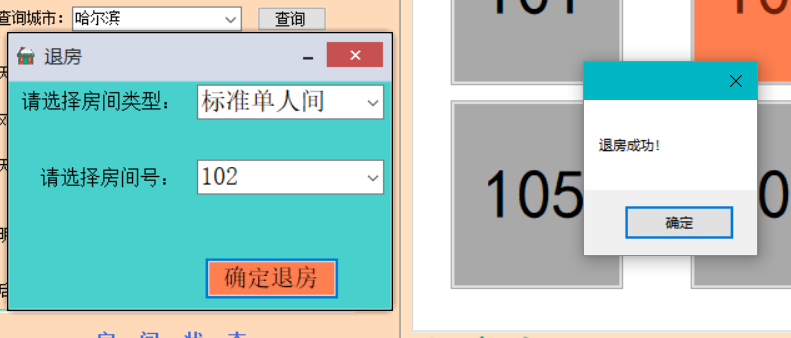 查询城市：
哈尔滨
查询
退房
请选择房间类型：
标准单人间
请选择房间号：
102
确定退房
105
退房成功!
确定